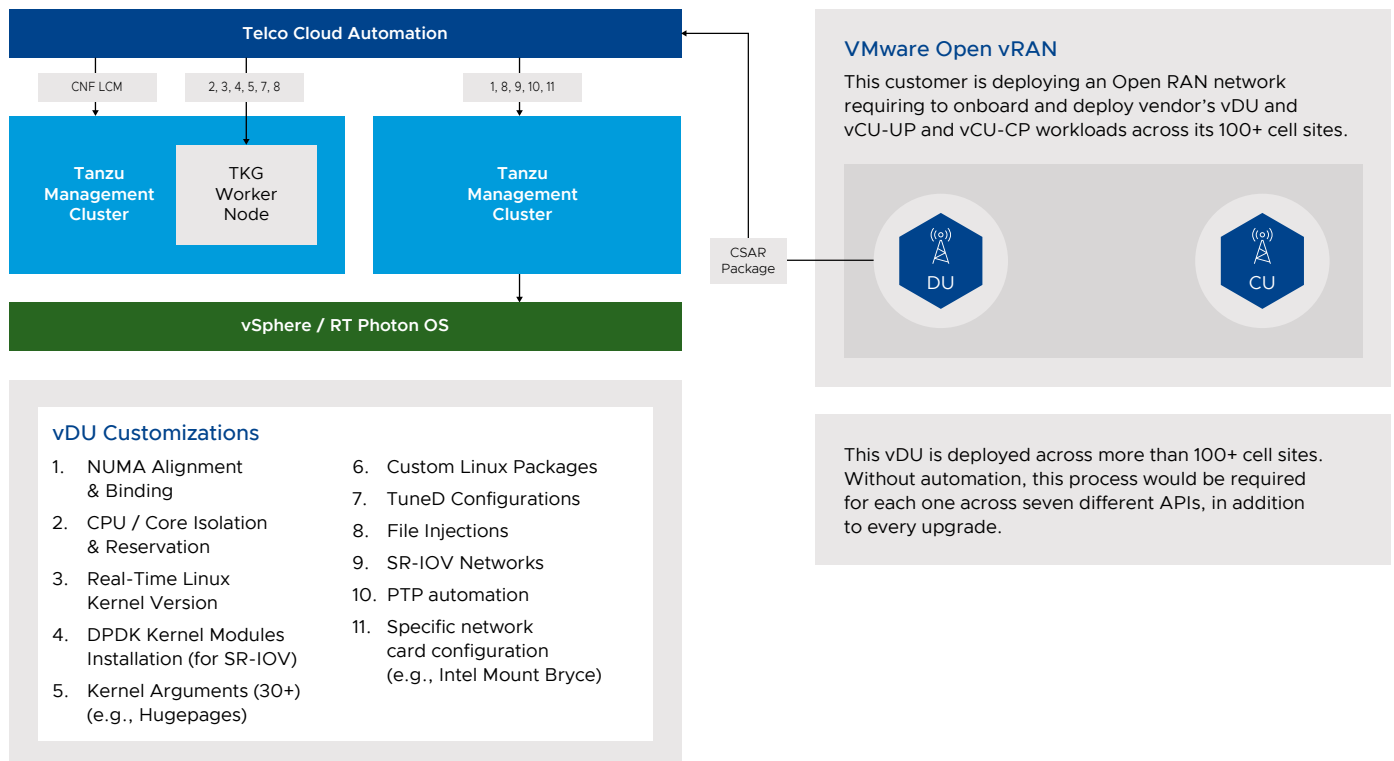 Telco Cloud Automation
CNF LCM
2, 3, 4, 5, 7, 8
1, 8, 9, 10, 11
Tanzu
Management
Cluster
TKG
Worker
Node
Tanzu
Management
Cluster
vSphere / RT Photon OS
CSAR
Package
VMware Open vRAN
This customer is deploying an Open RAN network
requiring to onboard and deploy vendor's vDU and
vCU-UP and vCU-CP workloads across its 100+ cell sites.
DU
CU
vDU Customizations
1. NUMA Alignment
& Binding
2. CPU / Core Isolation
& Reservation
3. Real-Time Linux
Kernel Version
4. DPDK Kernel Modules
Installation (for SR-IOV)
5. Kernel Arguments (30+)
(e.g., Hugepages)
6. Custom Linux Packages
7. TuneD Configurations
8. File Injections
9. SR-IOV Networks
10. PTP automation
11. Specific network
card configuration
(e.g., Intel Mount Bryce)
This vDU is deployed across more than 100+ cell sites.
Without automation, this process would be required
for each one across seven different APIs, in addition
to every upgrade.